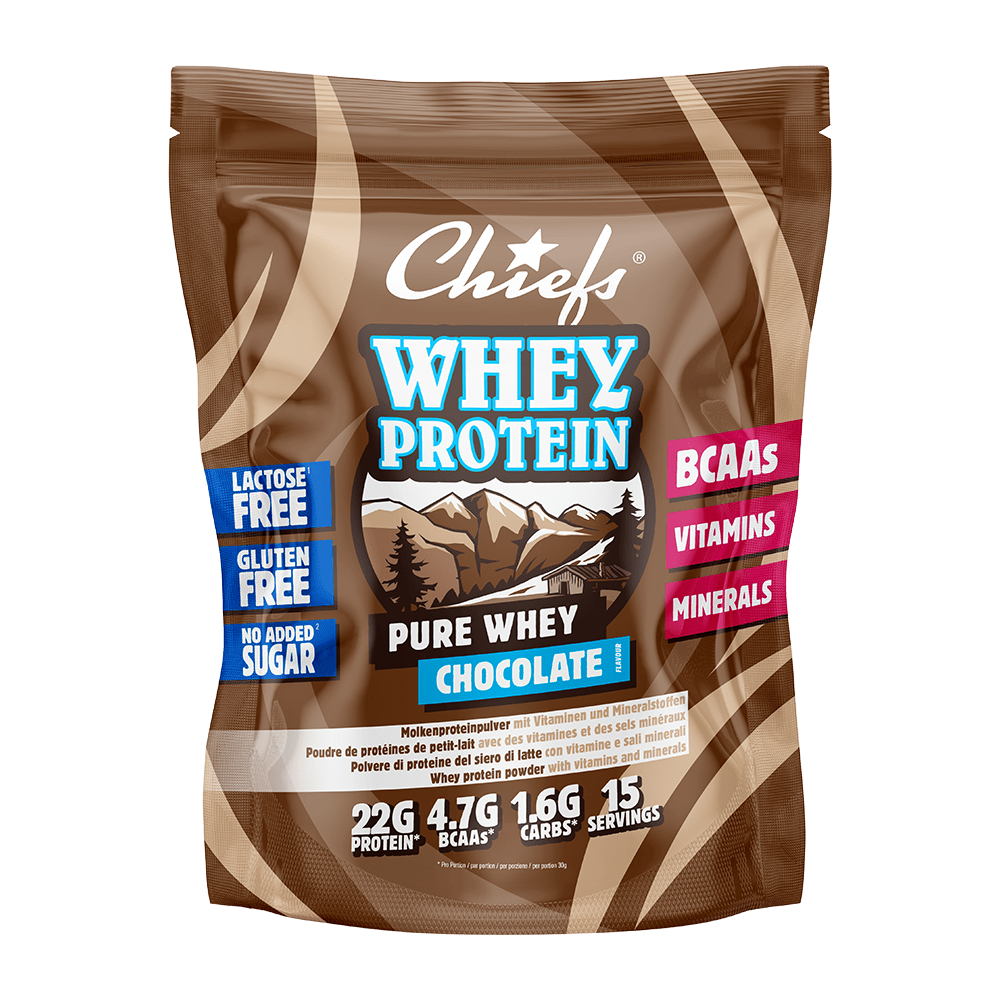 Chiefs®
WHEY
PROTEIN
LACTOSE¹
FREE
GLUTEN
FREE
NO ADDED²
SUGAR
BCAAs
VITAMINS
MINERALS
PURE WHEY
CHOCOLATE
FLAVOUR
Molkenproteinpulver mit Vitaminen und Mineralstoffen
Poudre de protéines de petit-lait avec des vitamines et des sels minéraux
Polvere di proteine del siero di latte con vitamine e sali minerali
Whey protein powder with vitamins and minerals
22G
PROTEIN*
4.7G
BCAAs*
1.6G
CARBS*
15
SERVINGS
* Pro Portion / par portion / per porzione / per portion 30g